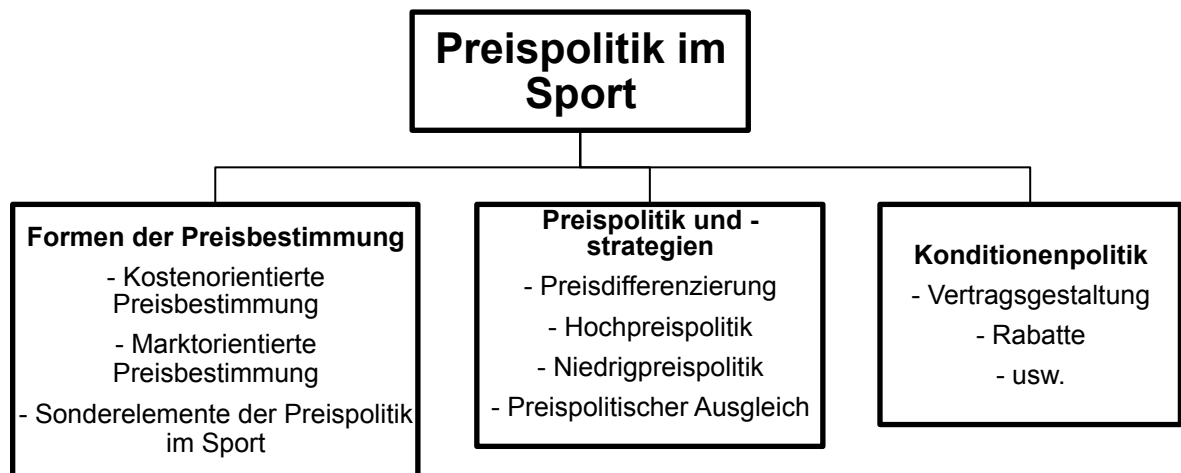 Preispolitik im
Sport
Formen der Preisbestimmung
- Kostenorientierte
Preisbestimmung
- Marktorientierte
Preisbestimmung
- Sonderelemente der Preispolitik
im Sport
Preispolitik und -
strategien
- Preisdifferenzierung
- Hochpreispolitik
- Niedrigpreispolitik
- Preispolitischer Ausgleich
Konditionenpolitik
- Vertragsgestaltung
- Rabatte
- usw.